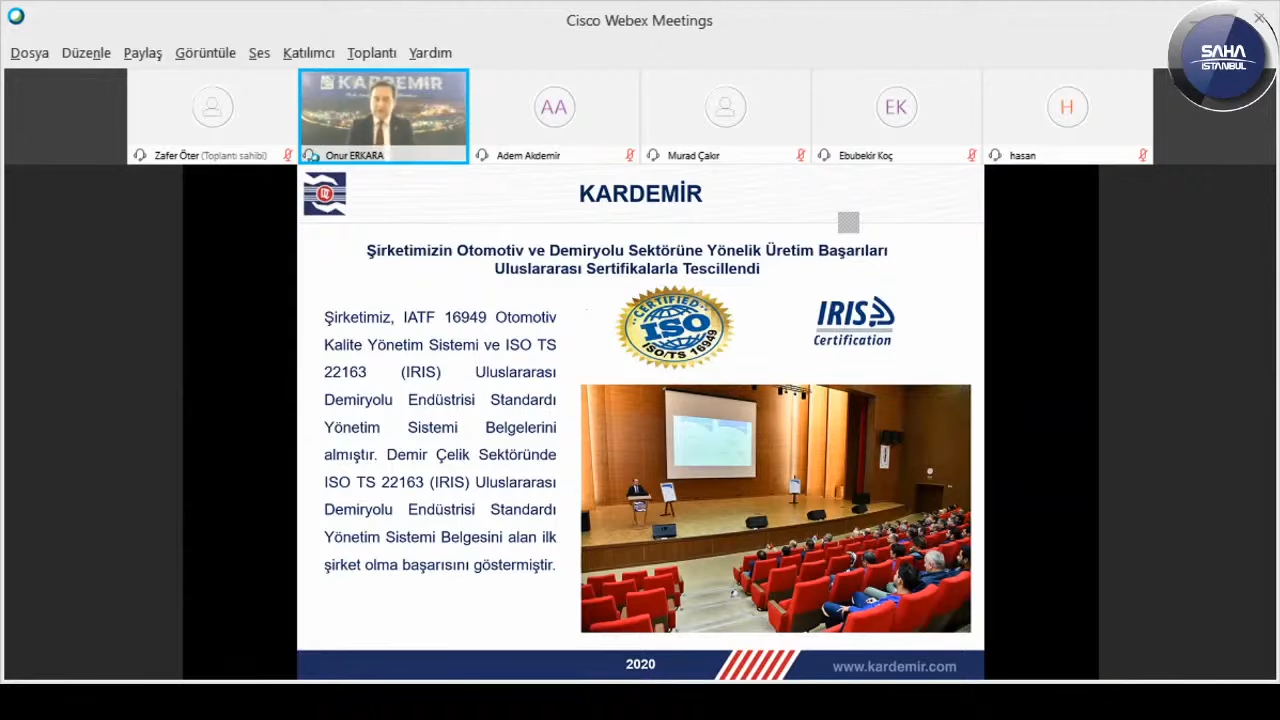 Cisco Webex Meetings
SAHA
ISTANBUL
Dosya Düzenle Paylaş Görüntüle Ses Katılımcı Toplantı Yardım
KARDEMİR
AA
EK
H
Zafer Öter (Toplantı sahibi)
Onur ERKARA
Adem Akdemir
Murad Çakır
Ebubekir Koç
hasan
KARDEMİR
Şirketimizin Otomotiv ve Demiryolu Sektörüne Yönelik Üretim Başarıları
Uluslararası Sertifikalarla Tescillendi
Şirketimiz, IATF 16949 Otomotiv
Kalite Yönetim Sistemi ve ISO TS
22163 (IRIS) Uluslararası
Demiryolu Endüstrisi Standardı
Yönetim Sistemi Belgelerini
almıştır. Demir Çelik Sektöründe
ISO TS 22163 (IRIS) Uluslararası
Demiryolu Endüstrisi Standardı
Yönetim Sistemi Belgesini alan ilk
şirket olma başarısını göstermiştir.
CERTIFIED
ISO
ISO/TS 16949
IRIS
Certification
2020
www.kardemir.com